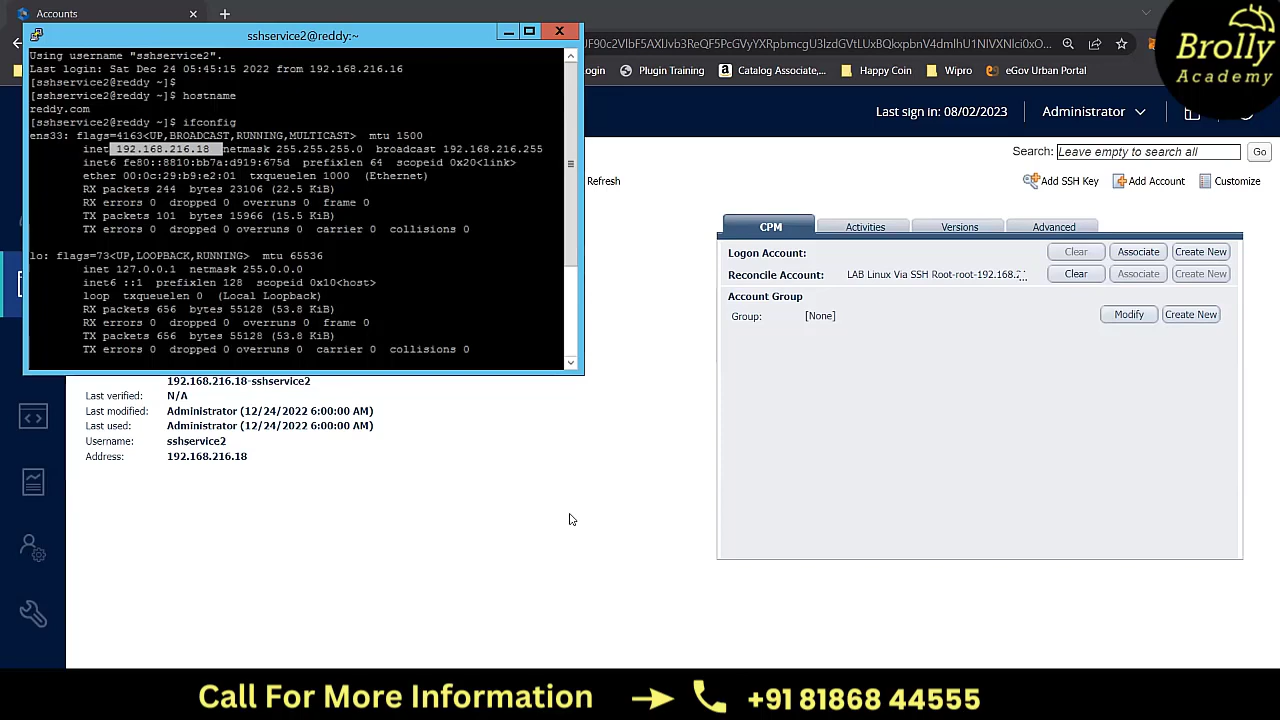 Accounts
sshservice2@reddy:~
Using username "sshservice2".
Last login: Sat Dec 24 05:45:15 2022 from 192.168.216.16
[sshservice2@reddy ~]$
[sshservice2@reddy ~]$ hostname
reddy.com
[sshservice2@reddy ~]$ ifconfig
ens33: flags=4163<UP,BROADCAST,RUNNING,MULTICAST>  mtu 1500
inet 192.168.216.18  netmask 255.255.255.0  broadcast 192.168.216.255
inet6 fe80::8810:bb7a:d919:675d  prefixlen 64  scopeid 0x20<link>
ether 00:0c:29:b9:e2:01  txqueuelen 1000  (Ethernet)
RX packets 244  bytes 23106 (22.5 KiB)
RX errors 0  dropped 0  overruns 0  frame 0
TX packets 101  bytes 15966 (15.5 KiB)
TX errors 0  dropped 0 overruns 0  carrier 0  collisions 0
lo: flags=73<UP,LOOPBACK,RUNNING>  mtu 65536
inet 127.0.0.1  netmask 255.0.0.0
inet6 ::1  prefixlen 128  scopeid 0x10<host>
loop  txqueuelen 0  (Local Loopback)
RX packets 656  bytes 55128 (53.8 KiB)
RX errors 0  dropped 0  overruns 0  frame 0
TX packets 656  bytes 55128 (53.8 KiB)
TX errors 0  dropped 0 overruns 0  carrier 0  collisions 0
Plugin Training
Catalog Associate,...
Happy Coin
Wipro
eGov Urban Portal
Brolly
Academy
Last sign in: 08/02/2023
Administrator
Search: Leave empty to search all Go
Refresh
Add SSH Key
Add Account
Customize
CPM
Activities
Versions
Advanced
Logon Account: Clear Associate Create New
Reconcile Account: LAB Linux Via SSH Root-root-192.168.2... Clear Associate Create New
Account Group
Group: [None] Modify Create New
192.168.216.18-sshservice2
Last verified: N/A
Last modified: Administrator (12/24/2022 6:00:00 AM)
Last used: Administrator (12/24/2022 6:00:00 AM)
Username: sshservice2
Address: 192.168.216.18
Call For More Information
+91 81868 44555